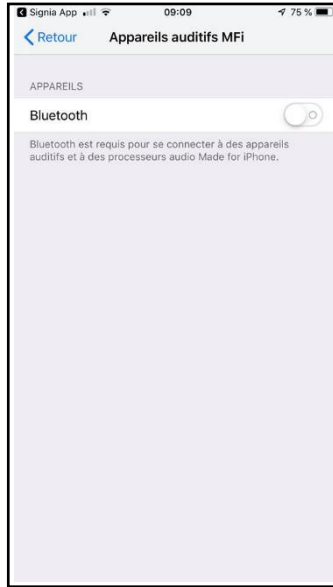 Signia App 09:09 75 %
Retour Appareils auditifs MFi
APPAREILS
Bluetooth
Bluetooth est requis pour se connecter à des appareils
auditifs et à des processeurs audio Made for iPhone.